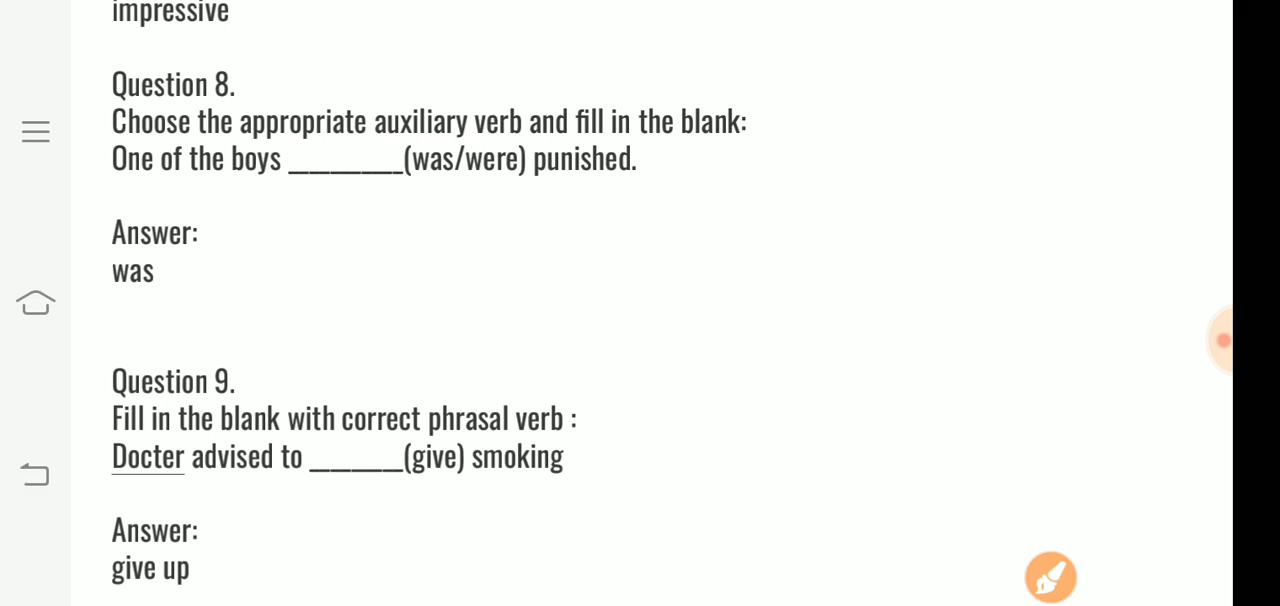 impressive
Question 8.
Choose the appropriate auxiliary verb and fill in the blank:
One of the boys __________(was/were) punished.
Answer:
was
Question 9.
Fill in the blank with correct phrasal verb :
Docter advised to ________(give) smoking
Answer:
give up